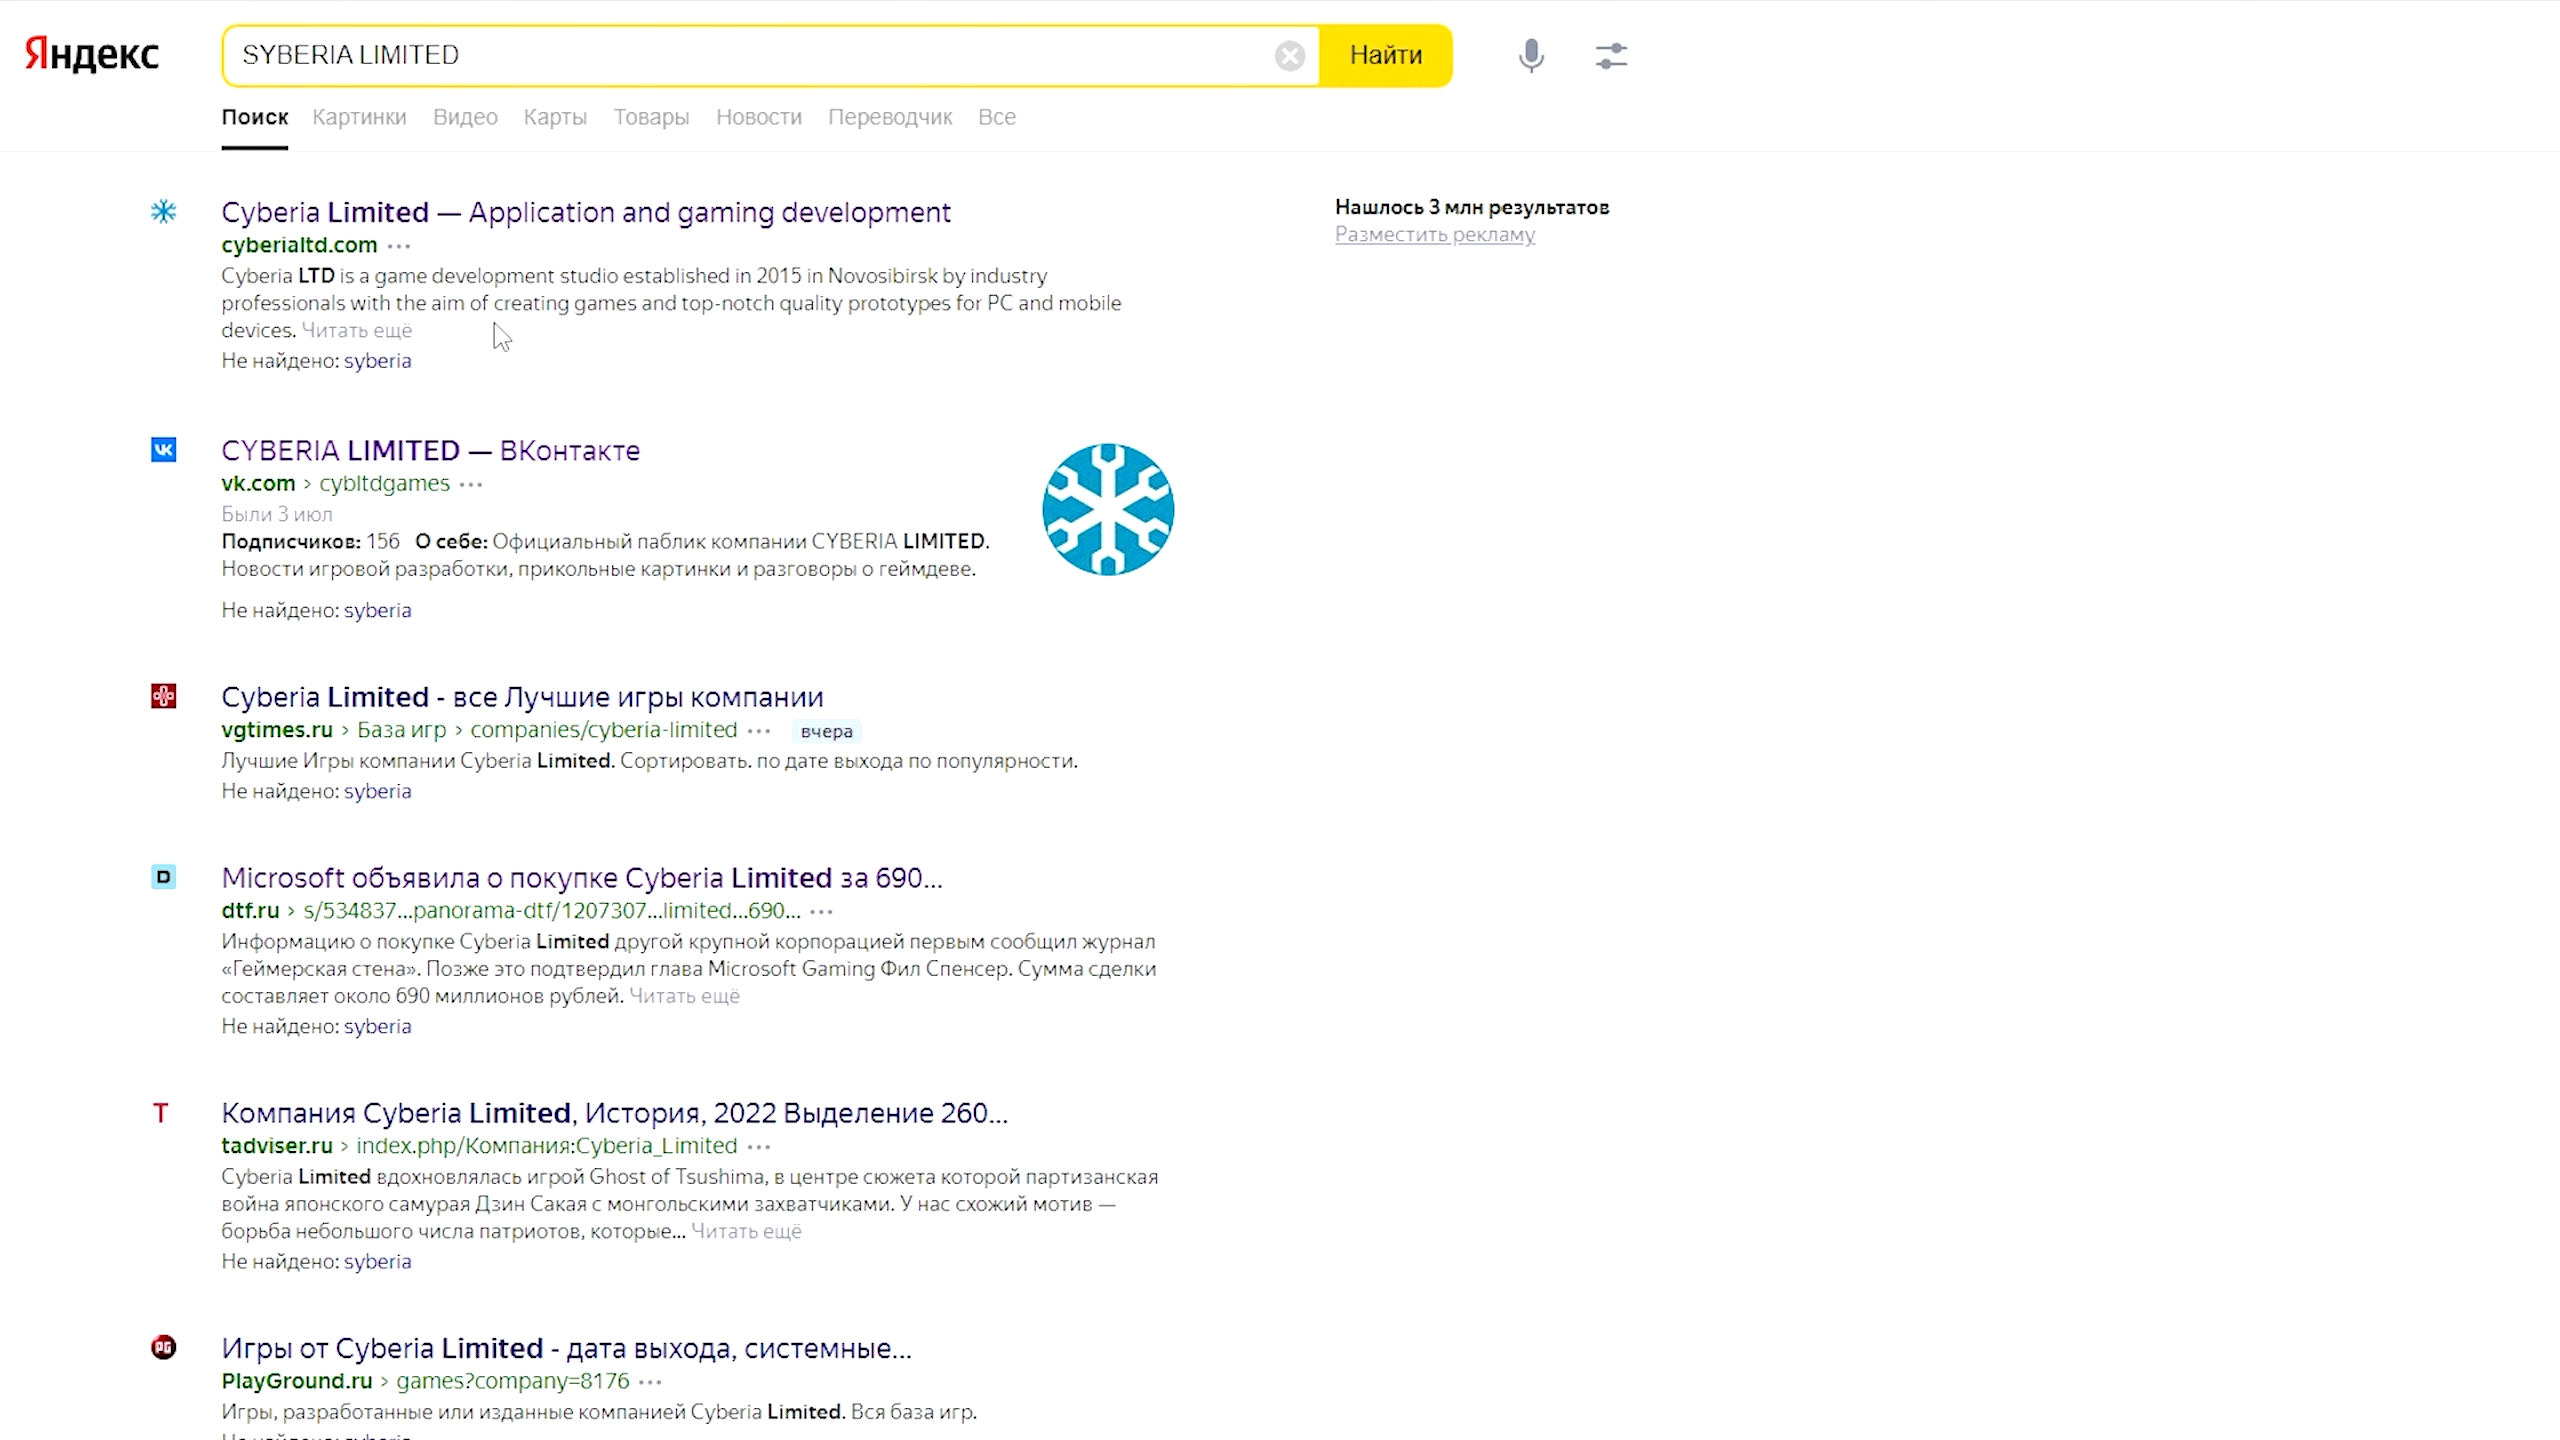 Яндекс
SYBERIA LIMITED
Найти
Поиск Картинки Видео Карты Товары Новости Переводчик Все
Cyberia Limited — Application and gaming development
cyberialtd.com ···
Cyberia LTD is a game development studio established in 2015 in Novosibirsk by industry
professionals with the aim of creating games and top-notch quality prototypes for PC and mobile
devices. Читать ещё
Не найдено: syberia
Нашлось 3 млн результатов
Разместить рекламу
CYBERIA LIMITED — ВКонтакте
vk.com › cybltdgames ···
Были 3 июл
Подписчиков: 156 О себе: Официальный паблик компании CYBERIA LIMITED.
Новости игровой разработки, прикольные картинки и разговоры о геймдеве.
Не найдено: syberia
Cyberia Limited - все Лучшие игры компании
vgtimes.ru › База игр › companies/cyberia-limited ··· вчера
Лучшие Игры компании Cyberia Limited. Сортировать. по дате выхода по популярности.
Не найдено: syberia
D
Microsoft объявила о покупке Cyberia Limited за 690...
dtf.ru › s/534837...panorama-dtf/1207307...limited...690... ···
Информацию о покупке Cyberia Limited другой крупной корпорацией первым сообщил журнал
«Геймерская стена». Позже это подтвердил глава Microsoft Gaming Фил Спенсер. Сумма сделки
составляет около 690 миллионов рублей. Читать ещё
Не найдено: syberia
T
Компания Cyberia Limited, История, 2022 Выделение 260...
tadviser.ru › index.php/Компания:Cyberia_Limited ···
Cyberia Limited вдохновлялась игрой Ghost of Tsushima, в центре сюжета которой партизанская
война японского самурая Дзин Сакая с монгольскими захватчиками. У нас схожий мотив —
борьба небольшого числа патриотов, которые... Читать ещё
Не найдено: syberia
PG
Игры от Cyberia Limited - дата выхода, системные...
PlayGround.ru › games?company=8176 ···
Игры, разработанные или изданные компанией Cyberia Limited. Вся база игр.